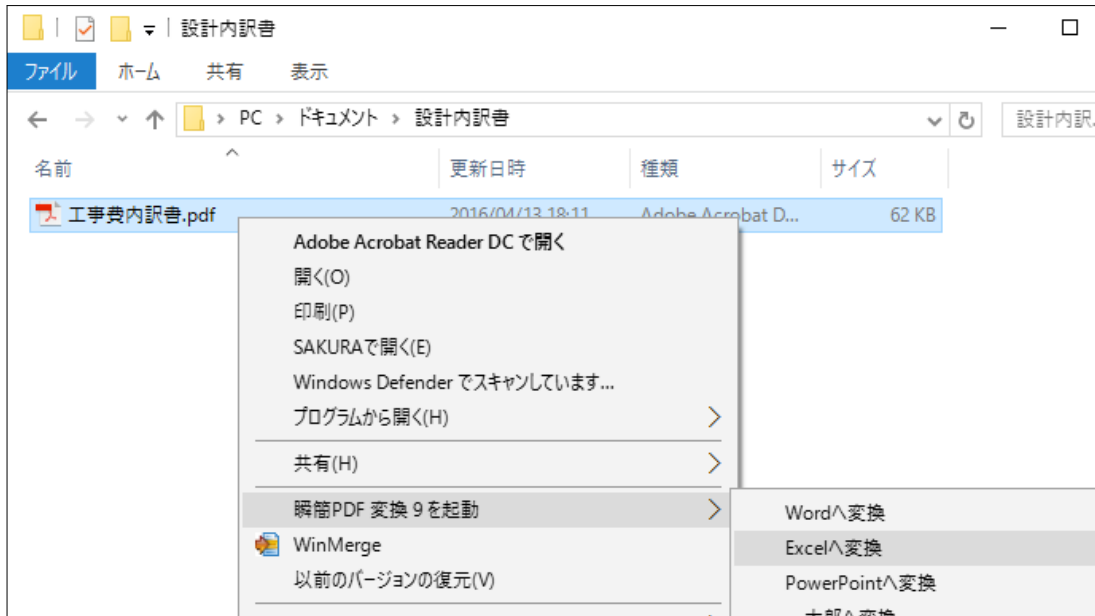 設計内訳書
ファイル ホーム 共有 表示
PC ドキュメント 設計内訳書 設計内訳
名前 更新日時 種類 サイズ
工事費内訳書.pdf 2016/04/13 18:11 Adobe Acrobat D... 62 KB
Adobe Acrobat Reader DC で開く
開く(O)
印刷(P)
SAKURAで開く(E)
Windows Defender でスキャンしています...
プログラムから開く(H)
共有(H)
瞬簡PDF 変換 9 を起動
Wordへ変換
Excelへ変換
WinMerge
以前のバージョンの復元(V)
PowerPointへ変換